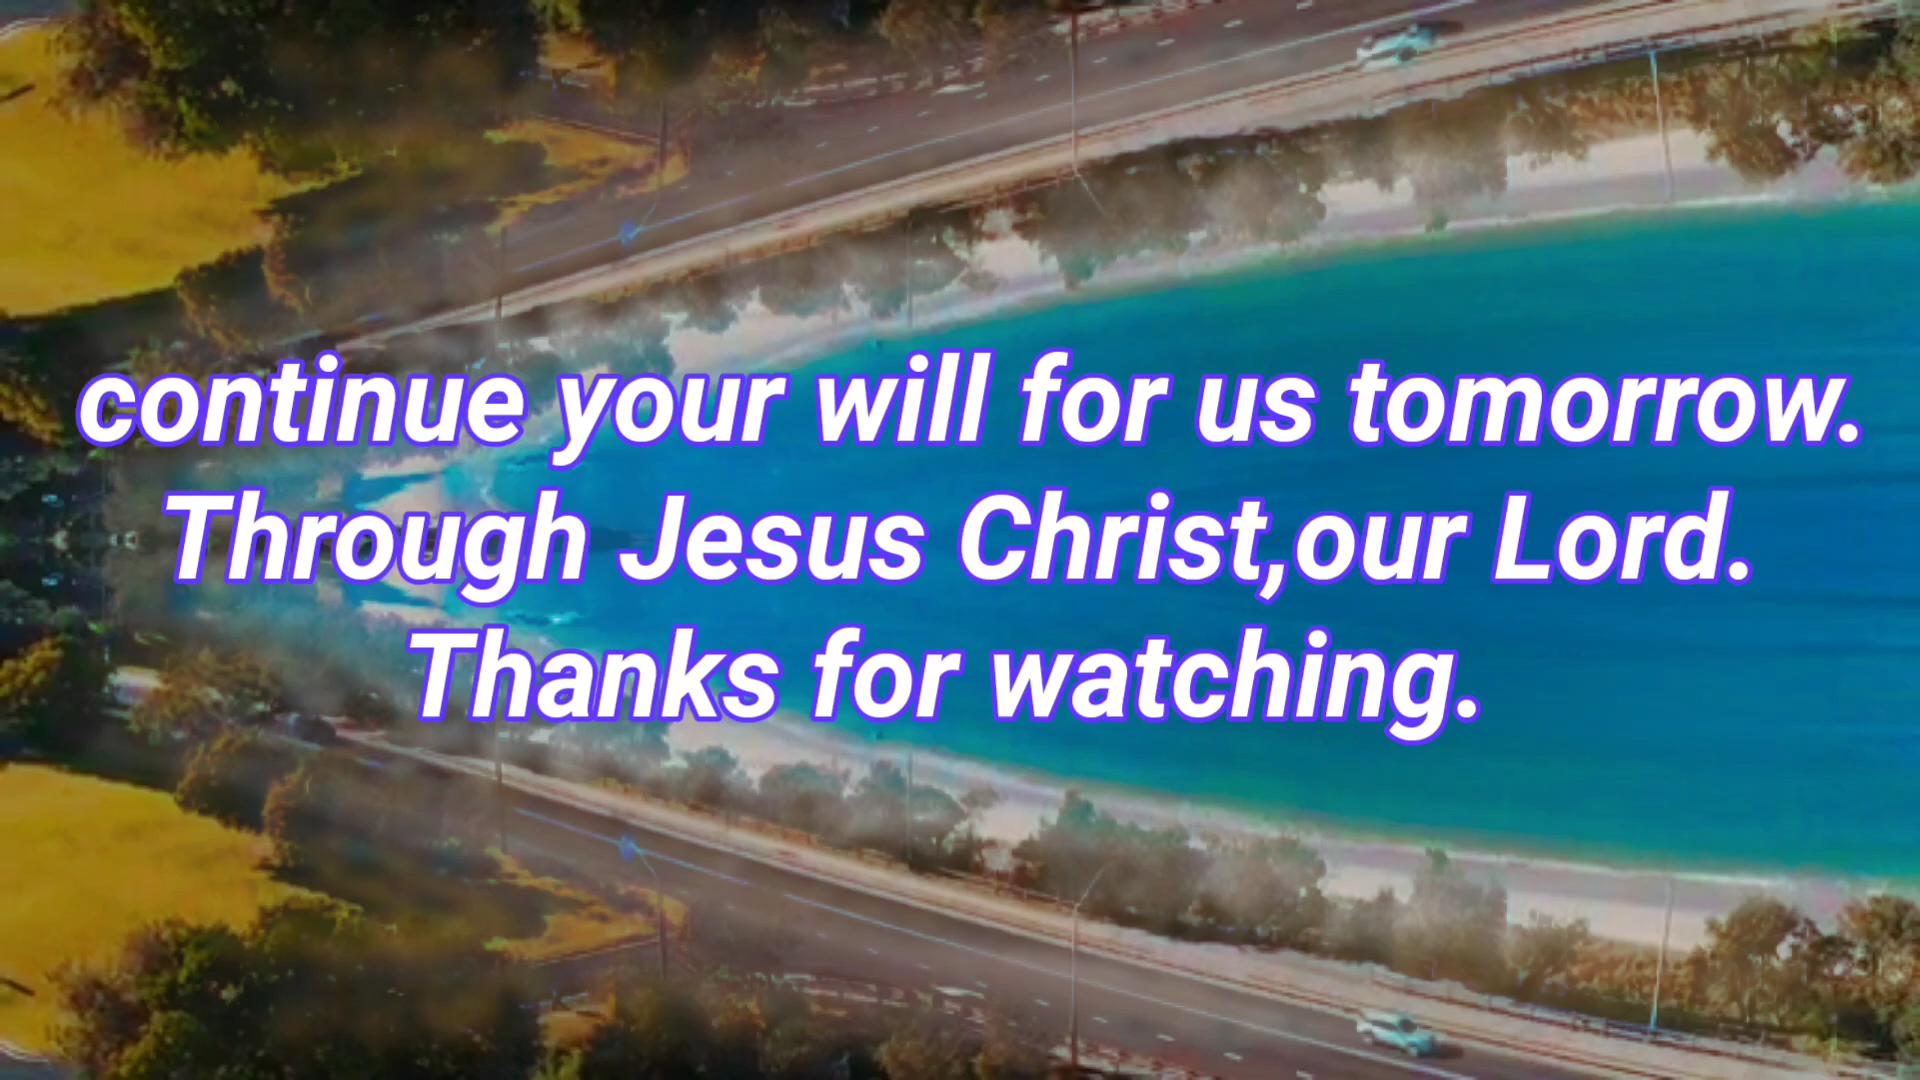 continue your will for us tomorrow.
Through Jesus Christ,our Lord.
Thanks for watching.